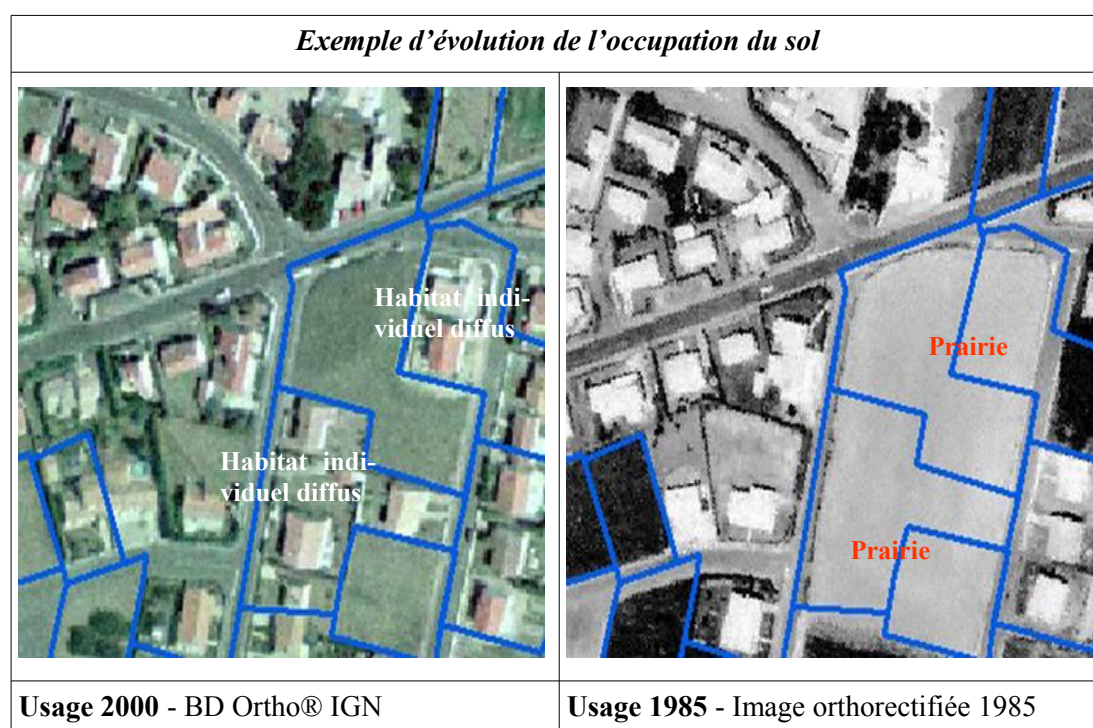 Exemple d’évolution de l’occupation du sol
Habitat indi-
viduel diffus
Habitat indi-
viduel diffus
Prairie
Prairie
Usage 2000 - BD Ortho® IGN
Usage 1985 - Image orthorectifiée 1985